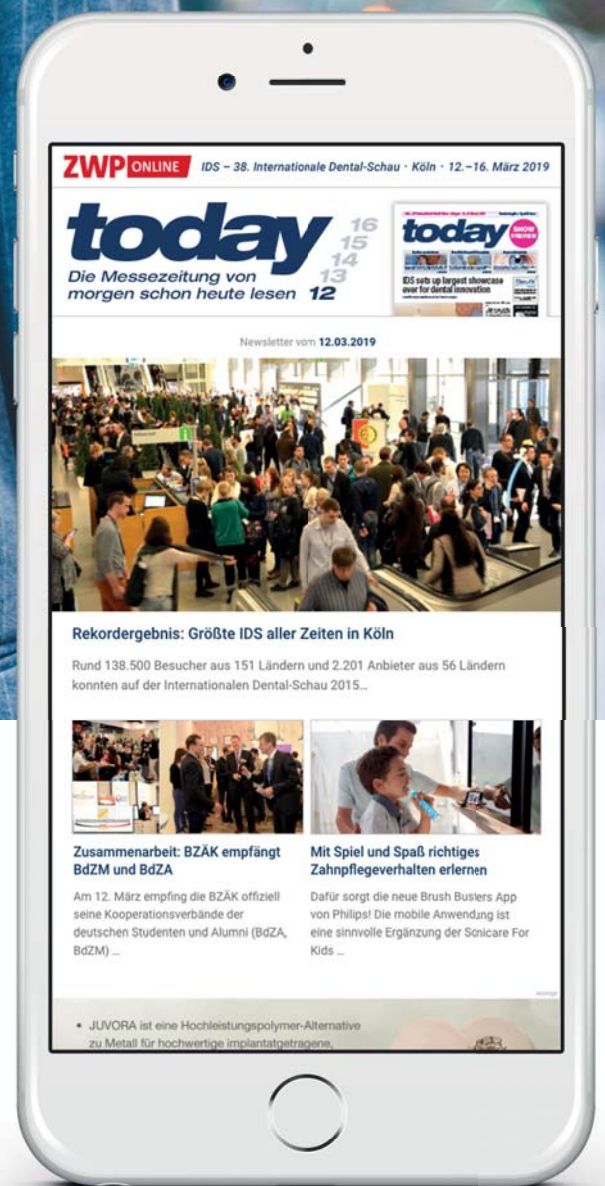 ZWP ONLINE IDS – 38. Internationale Dental-Schau · Köln · 12.–16. März 2019
today
16
15
14
13
Die Messezeitung von
morgen schon heute lesen 12
today
SHOW
PREVIEW
IDS sets up largest showcase
ever for dental innovation
Newsletter vom 12.03.2019
Rekordergebnis: Größte IDS aller Zeiten in Köln
Rund 138.500 Besucher aus 151 Ländern und 2.201 Anbieter aus 56 Ländern
konnten auf der Internationalen Dental-Schau 2015...
Zusammenarbeit: BZÄK empfängt
BdZM und BdZA
Am 12. März empfing die BZÄK offiziell
seine Kooperationsverbände der
deutschen Studenten und Alumni (BdZA,
BdZM) ...
Mit Spiel und Spaß richtiges
Zahnpflegeverhalten erlernen
Dafür sorgt die neue Brush Busters App
von Philips! Die mobile Anwendung ist
eine sinnvolle Ergänzung der Sonicare For
Kids ...
Anzeige
• JUVORA ist eine Hochleistungspolymer-Alternative
zu Metall für hochwertige implantatgetragene,